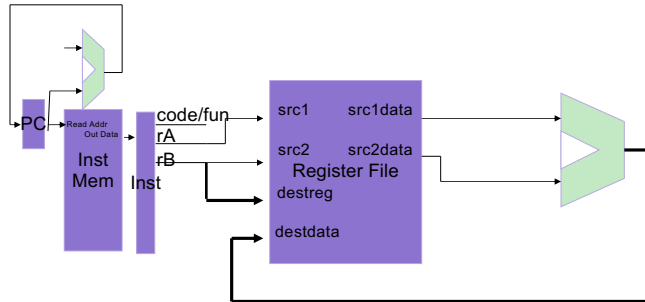 PC
Read Addr
Out Data
Inst
Mem
Inst
code/fun
rA
rB
src1
src1data
src2
src2data
Register File
destreg
destdata